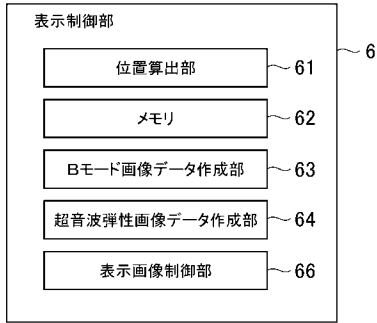 表示制御部
6
位置算出部 61
メモリ 62
Bモード画像データ作成部 63
超音波弾性画像データ作成部 64
表示画像制御部 66